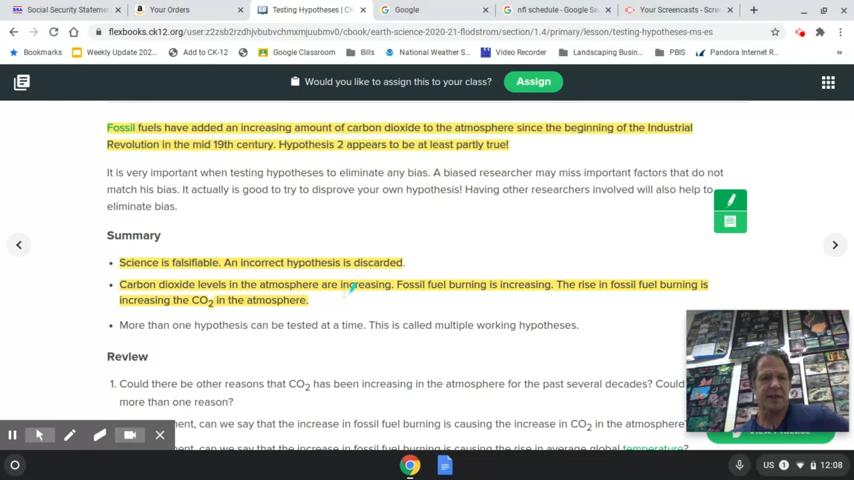 Social Security Statemen
Your Orders
Testing Hypotheses | CK
Google
nfl schedule - Google Sea
Your Screencasts - Scree
flexbooks.ck12.org/user:z2zsb2rzdhvbubvchmxjuubmv0/cbook/earth-science-2020-21-flodstrom/section/1.4/primary/lesson/testing-hypotheses-ms-es
Bookmarks
Weekly Update 2022...
Add to CK-12
Google Classroom
Bills
National Weather S...
Video Recorder
Landscaping Busin...
PBIS
Pandora Internet R...
Would you like to assign this to your class?
Assign
Fossil fuels have added an increasing amount of carbon dioxide to the atmosphere since the beginning of the Industrial
Revolution in the mid 19th century. Hypothesis 2 appears to be at least partly true!
It is very important when testing hypotheses to eliminate any bias. A biased researcher may miss important factors that do not
match his bias. It actually is good to try to disprove your own hypothesis! Having other researchers involved will also help to
eliminate bias.
Summary
• Science is falsifiable. An incorrect hypothesis is discarded.
• Carbon dioxide levels in the atmosphere are increasing. Fossil fuel burning is increasing. The rise in fossil fuel burning is
increasing the CO2 in the atmosphere.
• More than one hypothesis can be tested at a time. This is called multiple working hypotheses.
Review
1. Could there be other reasons that CO2 has been increasing in the atmosphere for the past several decades? Could
more than one reason?
ment, can we say that the increase in fossil fuel burning is causing the increase in CO2 in the atmosphere?
ment, can we say that the increase in fossil fuel burning is causing the rise in average global temperature?
US
1
12:08